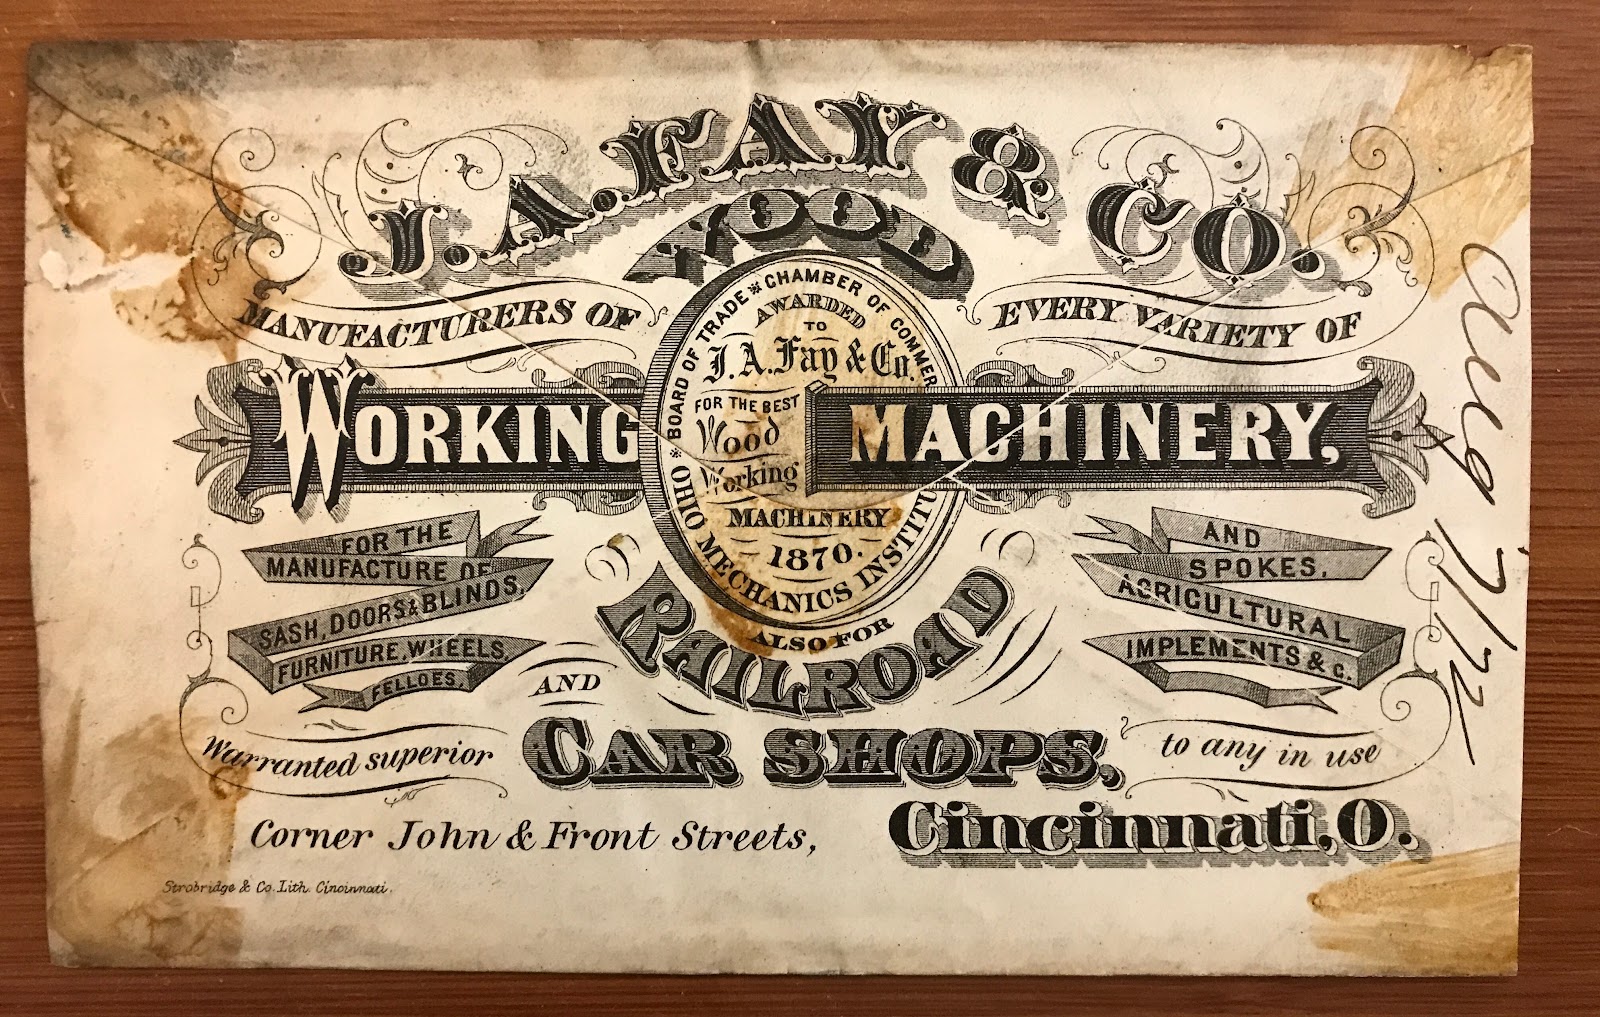 J. A. FAY & CO.
MANUFACTURERS OF
EVERY VARIETY OF
WOOD
WORKING MACHINERY,
OHIO MECHANICS INSTITU
BOARD OF TRADE
CHAMBER OF COMMER
AWARDED
TO
J. A. Fay & Co.
FOR THE BEST
Wood
Working
MACHINERY
1870.
FOR THE
MANUFACTURE OF
SASH, DOORS & BLINDS,
FURNITURE, WHEELS,
FELLOES,
AND
SPOKES,
AGRICULTURAL
IMPLEMENTS & C.
ALSO FOR
RAILROAD
AND
CAR SHOPS,
Warranted superior
to any in use
Corner John & Front Streets,
Cincinnati, O.
Strobridge & Co. Lith. Cincinnati.
Aug 7/72